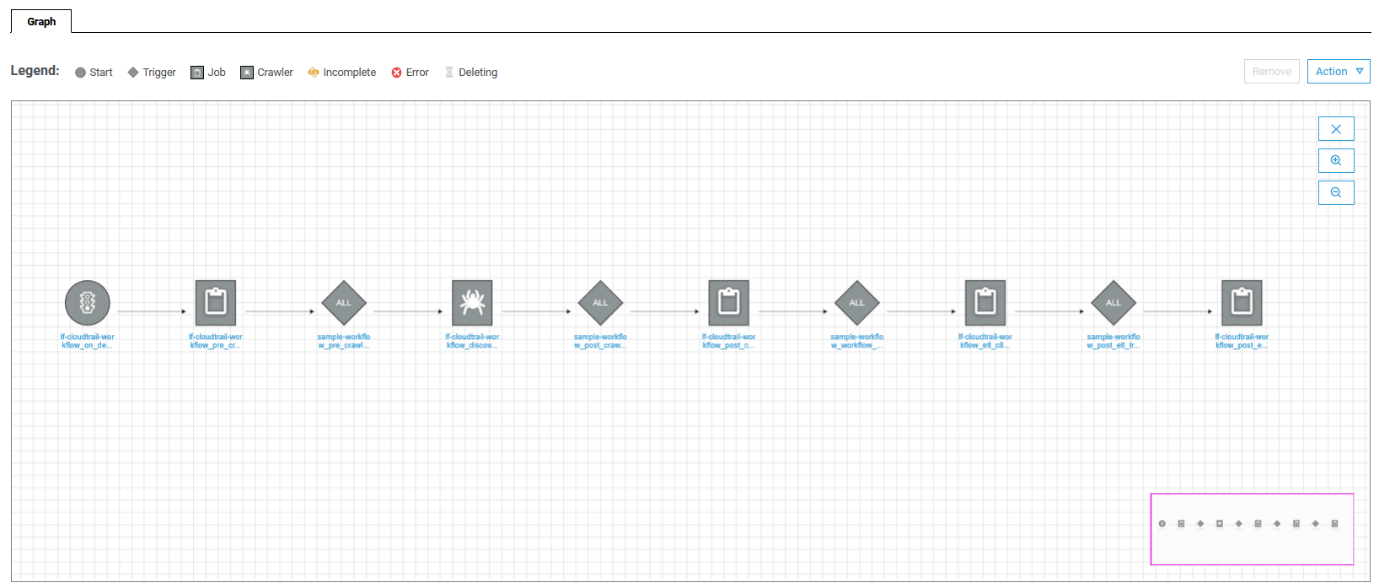 Graph
Legend: Start Trigger Job Crawler Incomplete Error Deleting Remove Action
ALL ALL ALL ALL
lf-cloudtrail-wor lf-cloudtrail-wor sample-workflo lf-cloudtrail-wor sample-workflo lf-cloudtrail-wor sample-workflo lf-cloudtrail-wor sample-workflo lf-cloudtrail-wor
kflow_on_de... kflow_pre_cr... w_pre_crawl... kflow_discov... w_post_craw... kflow_post_c... w_workflow_... kflow_etl_cll... w_post_etl_tr... kflow_post_e...